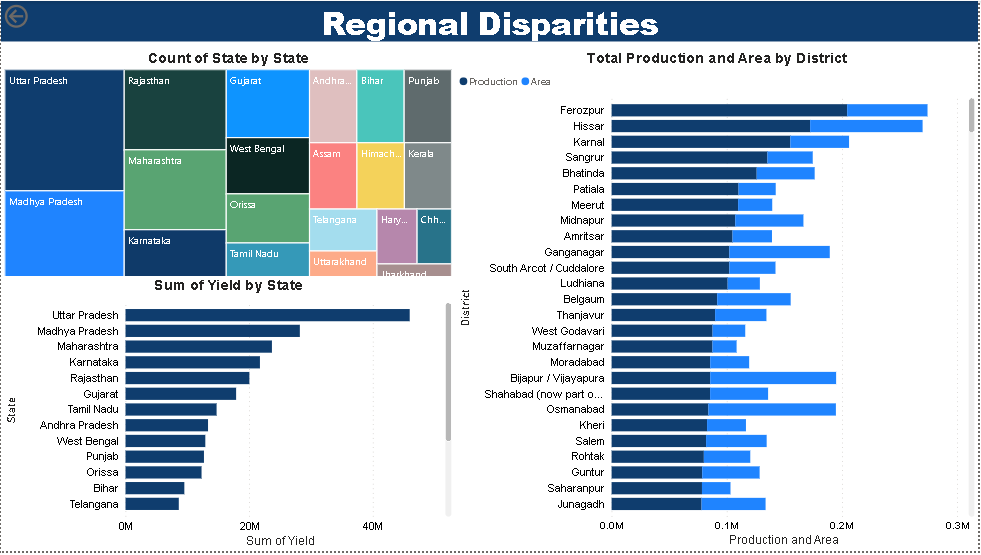 Regional Disparities
Count of State by State
Uttar Pradesh
Madhya Pradesh
Rajasthan
Maharashtra
Karnataka
Gujarat
West Bengal
Orissa
Tamil Nadu
Andhra...
Bihar
Punjab
Assam
Himach...
Kerala
Telangana
Uttarakhand
Hary...
Chh...
Jharkhand
Sum of Yield by State
State
Uttar Pradesh
Madhya Pradesh
Maharashtra
Karnataka
Rajasthan
Gujarat
Tamil Nadu
Andhra Pradesh
West Bengal
Punjab
Orissa
Bihar
Telangana
0M 20M 40M
Sum of Yield
Total Production and Area by District
Production Area
District
Ferozpur
Hissar
Karnal
Sangrur
Bhatinda
Patiala
Meerut
Midnapur
Amritsar
Ganganagar
South Arcot / Cuddalore
Ludhiana
Belgaum
Thanjavur
West Godavari
Muzaffarnagar
Moradabad
Bijapur / Vijayapura
Shahabad (now part o...
Osmanabad
Kheri
Salem
Rohtak
Guntur
Saharanpur
Junagadh
0.0M 0.1M 0.2M 0.3M
Production and Area